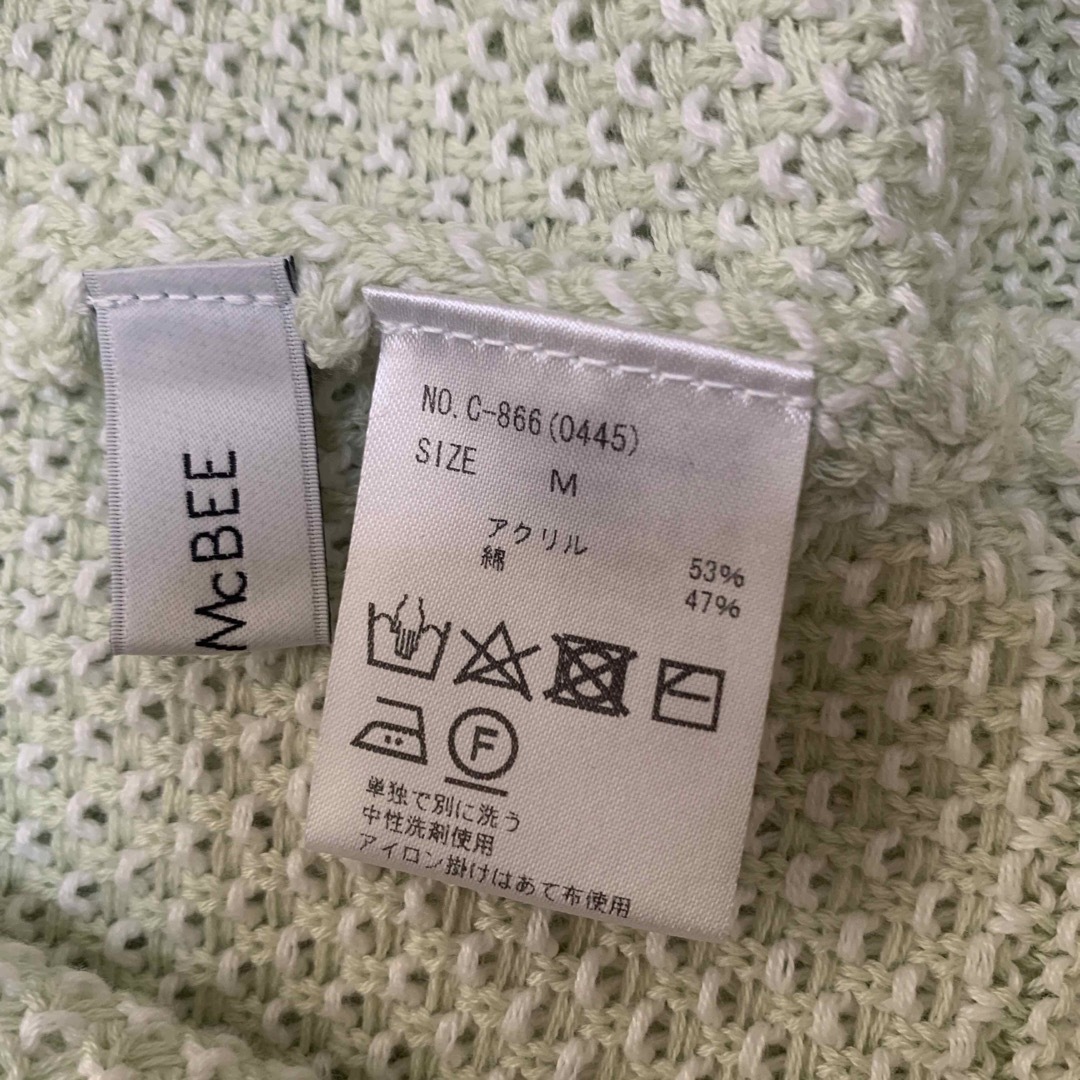 McBEE
NO. C-866 (0445)
SIZE M
アクリル 53%
綿 47%
F
単独で別に洗う
中性洗剤使用
アイロン掛けはあて布使用